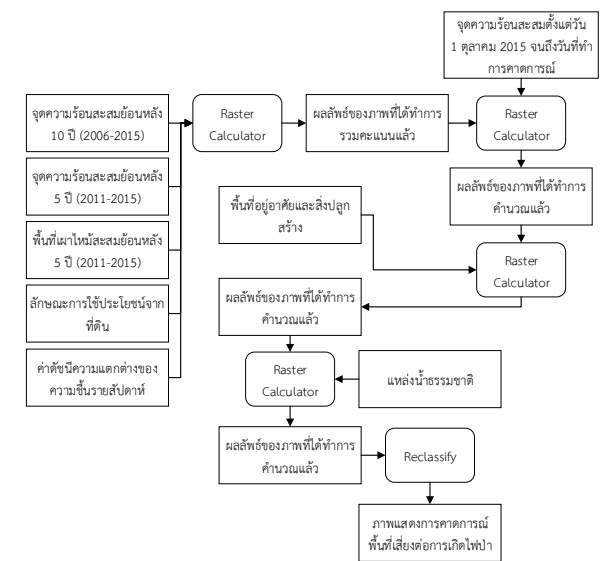 จุดความร้อนสะสมตั้งแต่วัน
1 ตุลาคม 2015 จนถึงวันที่ทำ
การคาดการณ์
จุดความร้อนสะสมย้อนหลัง
10 ปี (2006-2015)
Raster
Calculator
ผลลัพธ์ของภาพที่ได้ทำการ
รวมคะแนนแล้ว
Raster
Calculator
จุดความร้อนสะสมย้อนหลัง
5 ปี (2011-2015)
ผลลัพธ์ของภาพที่ได้ทำการ
คำนวณแล้ว
พื้นที่อยู่อาศัยและสิ่งปลูก
สร้าง
พื้นที่เผาไหม้สะสมย้อนหลัง
5 ปี (2011-2015)
Raster
Calculator
ลักษณะการใช้ประโยชน์จาก
ที่ดิน
ผลลัพธ์ของภาพที่ได้ทำการ
คำนวณแล้ว
ค่าดัชนีความแตกต่างของ
ความชื้นรายสัปดาห์
Raster
Calculator
แหล่งน้ำธรรมชาติ
ผลลัพธ์ของภาพที่ได้ทำการ
คำนวณแล้ว
Reclassify
ภาพแสดงการคาดการณ์
พื้นที่เสี่ยงต่อการเกิดไฟป่า